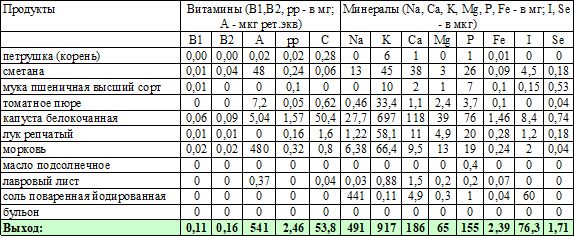 Продукты Витамины (B1,B2, рр - в мг; А - мкг рет.экв) Минералы (Na, Ca, K, Mg, P, Fe - в мг; I, Se - в мкг)
B1 B2 A pp C Na K Ca Mg P Fe I Se
петрушка (корень) 0,00 0,00 0,02 0,02 0,28 0 6 1 0 1 0,01 0 0
сметана 0,01 0,04 48 0,24 0,06 13 45 38 3 26 0,09 4,5 0,18
мука пшеничная высший сорт 0,01 0 0 0,1 0 0 10 2 1 7 0,1 0,15 0,53
томатное пюре 0 0 7,2 0,05 0,62 0,46 33,4 1,1 2,4 3,7 0,1 0 0,04
капуста белокочанная 0,06 0,09 5,04 1,57 50,4 27,7 697 118 39 76 1,46 8,4 0,74
лук репчатый 0,01 0,01 0 0,16 1,6 1,22 58,1 11 4,9 20 0,28 1,2 0,18
морковь 0,02 0,02 480 0,32 0,8 6,38 66,4 9,5 13 19 0,24 2 0,04
масло подсолнечное 0 0 0 0 0 0 0 0 0 0,4 0 0 0
лавровый лист 0 0 0,37 0 0,04 0,03 0,88 1,5 0,2 0,2 0,07 0 0
соль поваренная йодированная 0 0 0 0 0 441 0,11 4,9 0,3 1 0,04 60 0
бульон 0 0 0 0 0 0 0 0 0 0 0 0 0
Выход: 0,11 0,16 541 2,46 53,8 491 917 186 65 155 2,39 76,3 1,71